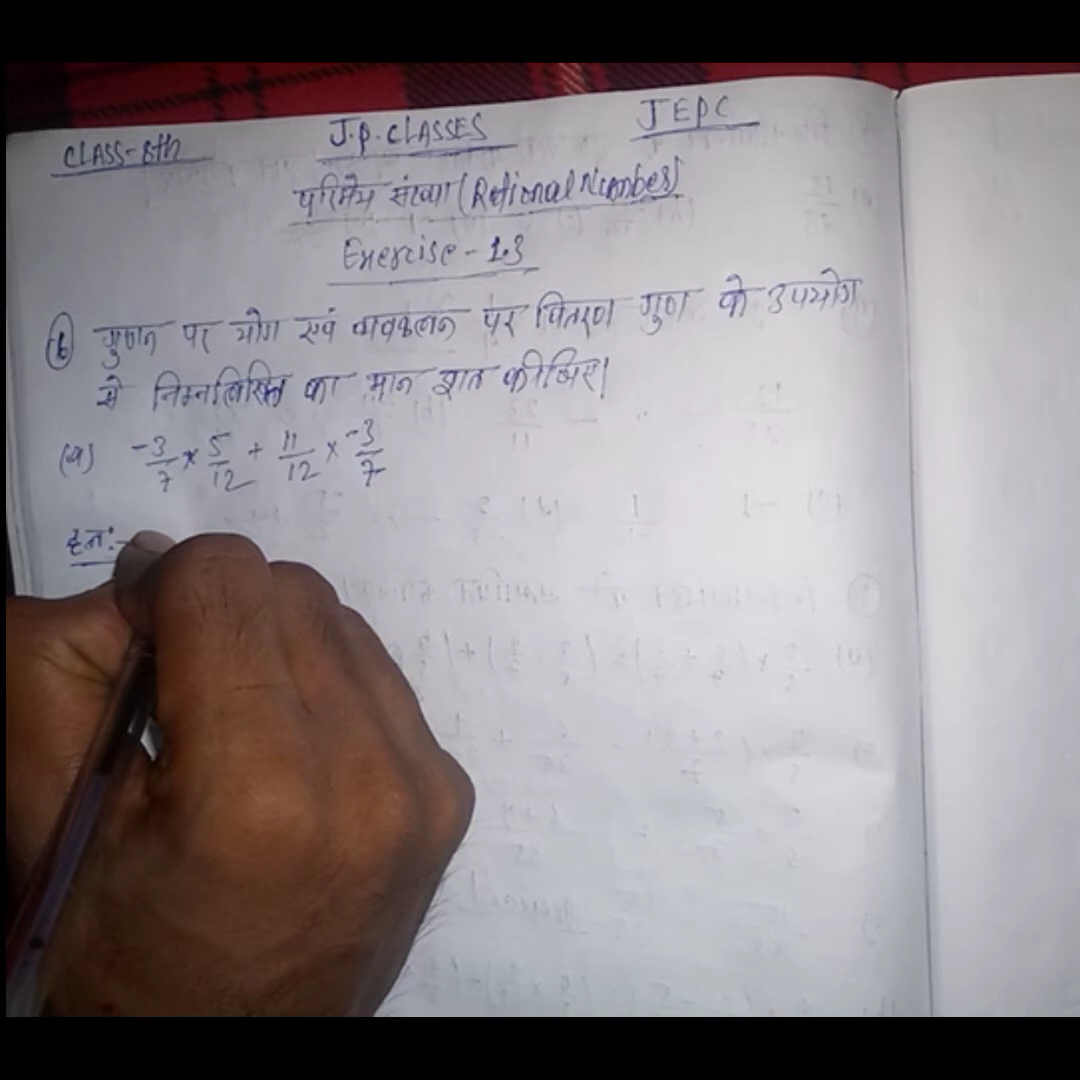 CLASS-8th J.P.CLASSES JEPC
परिमेय संख्या (Rational Number)
Exercise-1.3
(6) गुणन पर योग एवं व्यवकलन पर वितरण गुण के उपयोग
से निम्नलिखित का मान ज्ञात कीजिए।
(a) -3/7 × 5/12 + 11/12 × -3/7
हल:-